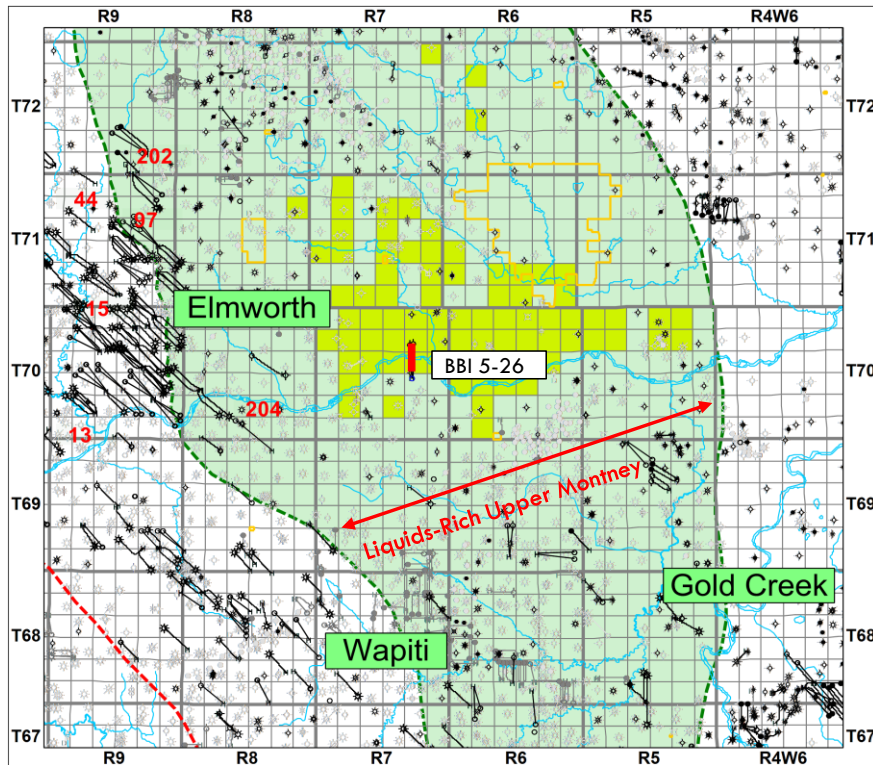 R9 R8 R7 R6 R5 R4W6
T72 T72
202
44
97
T71 T71
Elmworth
15
BBI 5-26
T70 T70
204
13
Liquids-Rich Upper Montney
T69 T69
Gold Creek
T68 T68
Wapiti
T67 T67
R9 R8 R7 R6 R5 R4W6